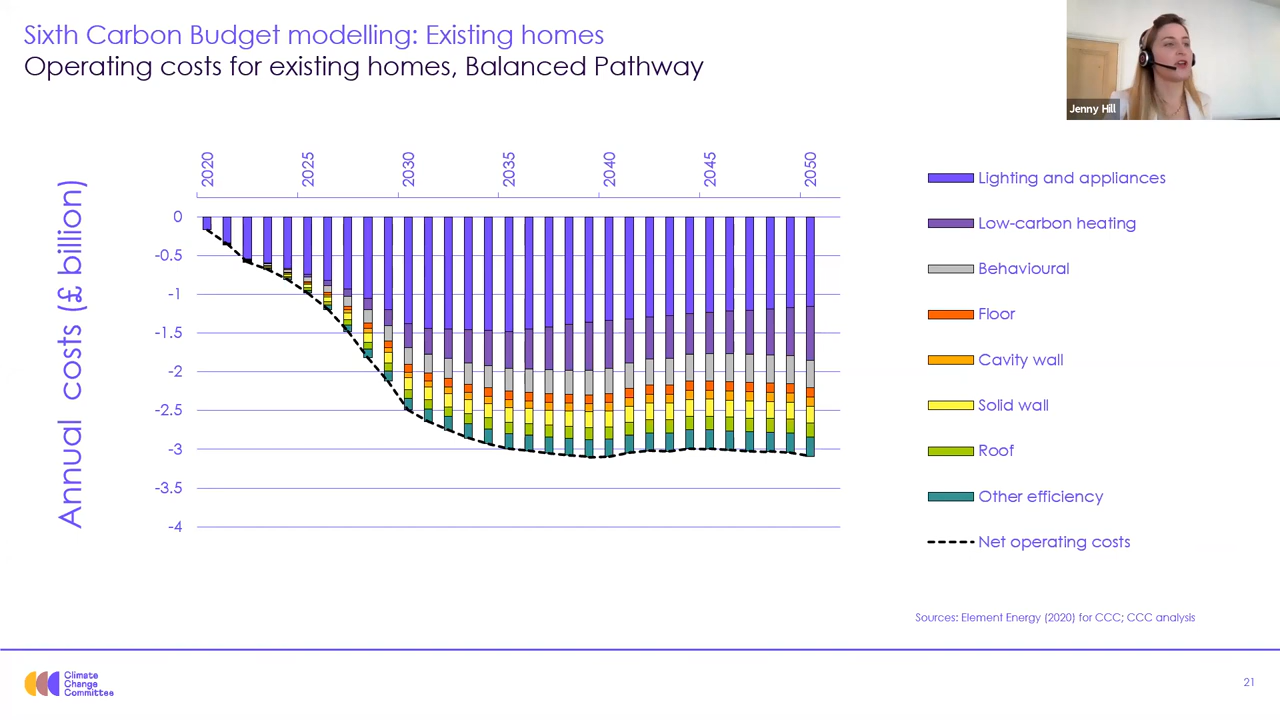 Sixth Carbon Budget modelling: Existing homes
Operating costs for existing homes, Balanced Pathway
Jenny Hill
2020
2025
2030
2035
2040
2045
2050
Annual costs (£ billion)
0
-0.5
-1
-1.5
-2
-2.5
-3
-3.5
-4
Lighting and appliances
Low-carbon heating
Behavioural
Floor
Cavity wall
Solid wall
Roof
Other efficiency
Net operating costs
Sources: Element Energy (2020) for CCC; CCC analysis
Climate
Change
Committee
21